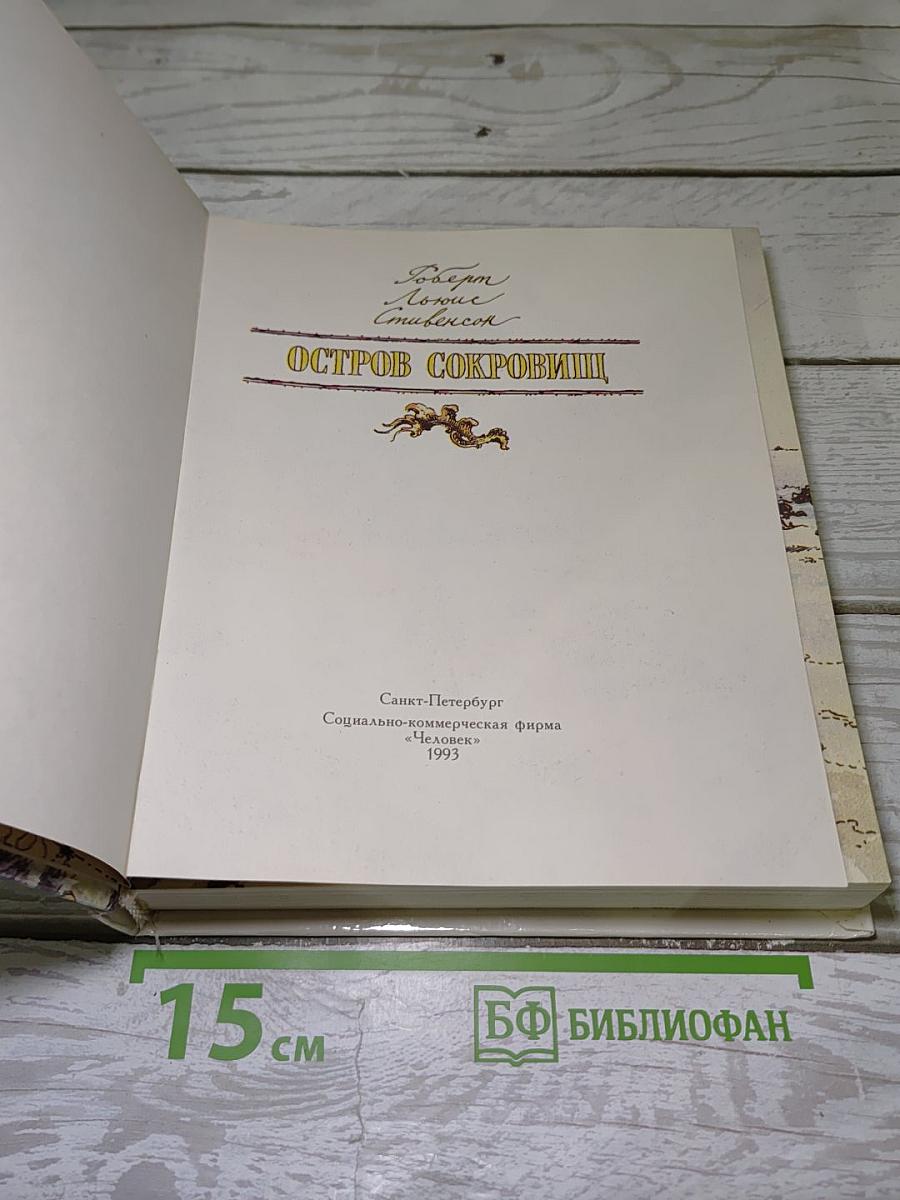 Роберт
Льюис
Стивенсон
ОСТРОВ СОКРОВИЩ
Санкт-Петербург
Социально-коммерческая фирма
«Человек»
1993
15 см
БФ БИБЛИОФАН